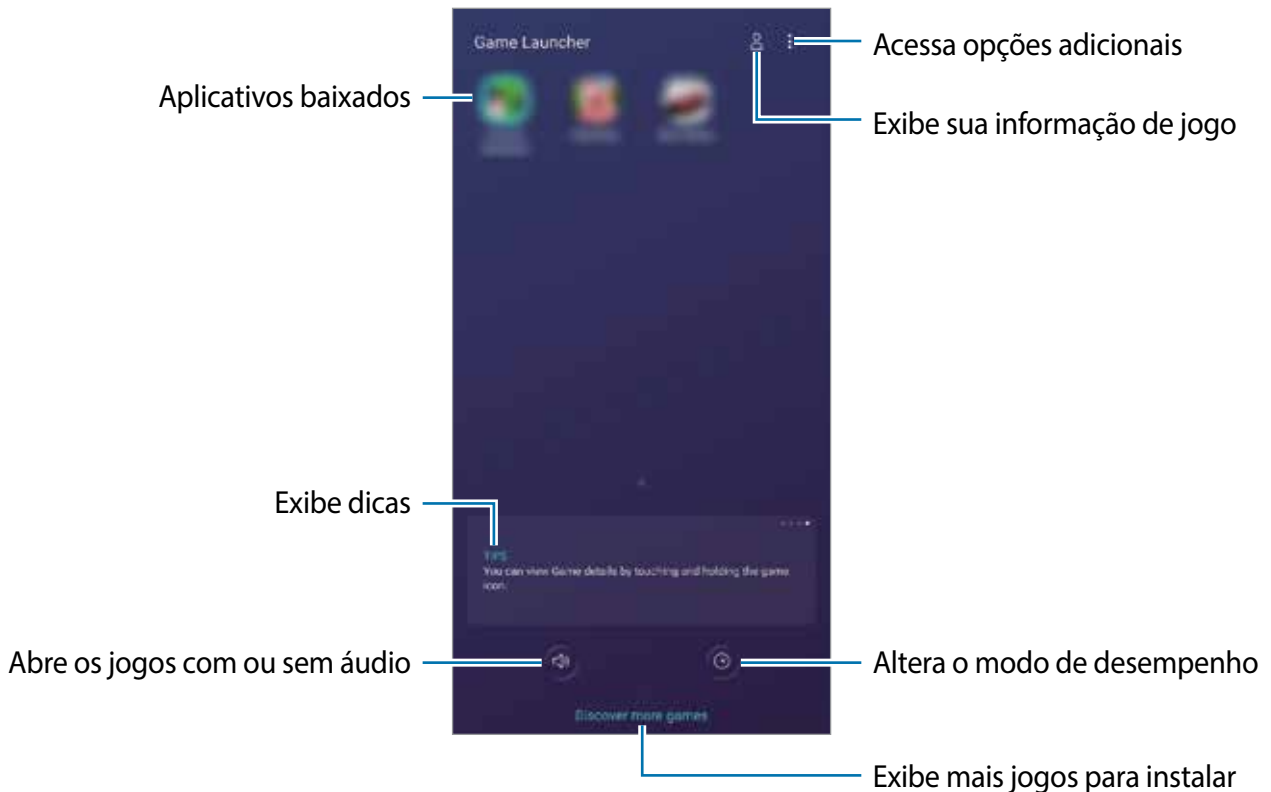 Game Launcher
Acessa opções adicionais
Aplicativos baixados
Exibe sua informação de jogo
Exibe dicas
TIPS
You can view Game details by touching and holding the game
icon.
Abre os jogos com ou sem áudio
Altera o modo de desempenho
Discover more games
Exibe mais jogos para instalar